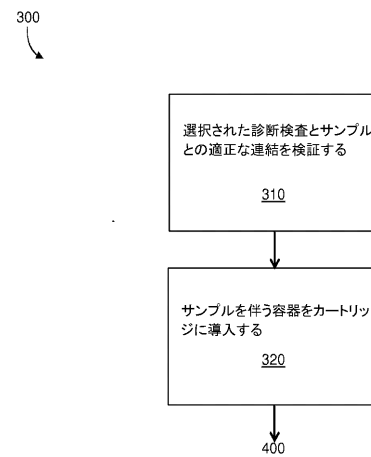 300
選択された診断検査とサンプル
との適正な連結を検証する
310
サンプルを伴う容器をカートリッ
ジに導入する
320
400